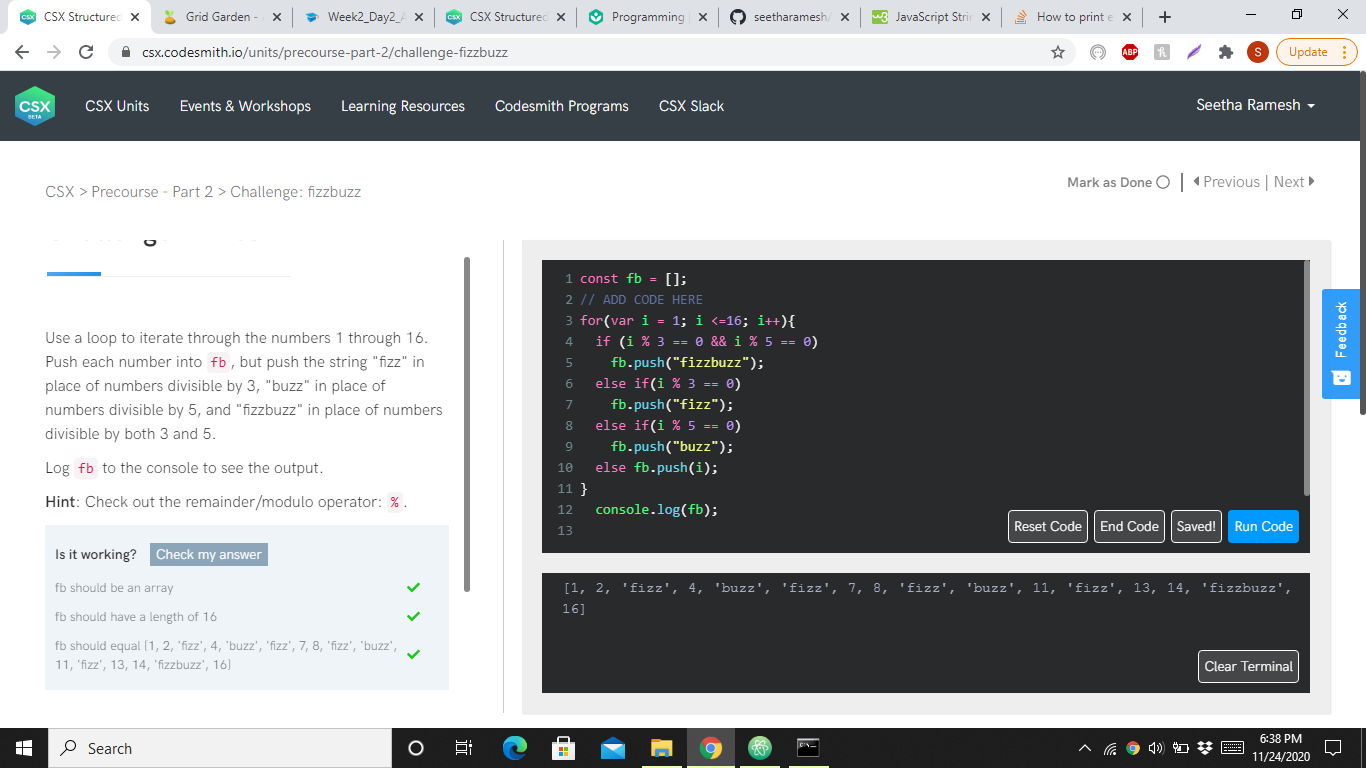 CSX Structured
Grid Garden -
Week2_Day2_
CSX Structured
Programming
seetharamesh/
JavaScript Strin
How to print e
csx.codesmith.io/units/precourse-part-2/challenge-fizzbuzz
ABP
S
Update
CSX
BETA
CSX Units
Events & Workshops
Learning Resources
Codesmith Programs
CSX Slack
Seetha Ramesh
CSX > Precourse - Part 2 > Challenge: fizzbuzz
Mark as Done
Previous | Next
Use a loop to iterate through the numbers 1 through 16.
Push each number into fb , but push the string "fizz" in
place of numbers divisible by 3, "buzz" in place of
numbers divisible by 5, and "fizzbuzz" in place of numbers
divisible by both 3 and 5.
Log fb to the console to see the output.
Hint: Check out the remainder/modulo operator: % .
Is it working? Check my answer
fb should be an array
fb should have a length of 16
fb should equal [1, 2, 'fizz', 4, 'buzz', 'fizz', 7, 8, 'fizz', 'buzz',
11, 'fizz', 13, 14, 'fizzbuzz', 16]
1 const fb = [];
2 // ADD CODE HERE
3 for(var i = 1; i <=16; i++){
4   if (i % 3 == 0 && i % 5 == 0)
5     fb.push("fizzbuzz");
6   else if(i % 3 == 0)
7     fb.push("fizz");
8   else if(i % 5 == 0)
9     fb.push("buzz");
10   else fb.push(i);
11 }
12   console.log(fb);
13
Reset Code
End Code
Saved!
Run Code
[1, 2, 'fizz', 4, 'buzz', 'fizz', 7, 8, 'fizz', 'buzz', 11, 'fizz', 13, 14, 'fizzbuzz',
16]
Clear Terminal
Feedback
Search
6:38 PM
11/24/2020